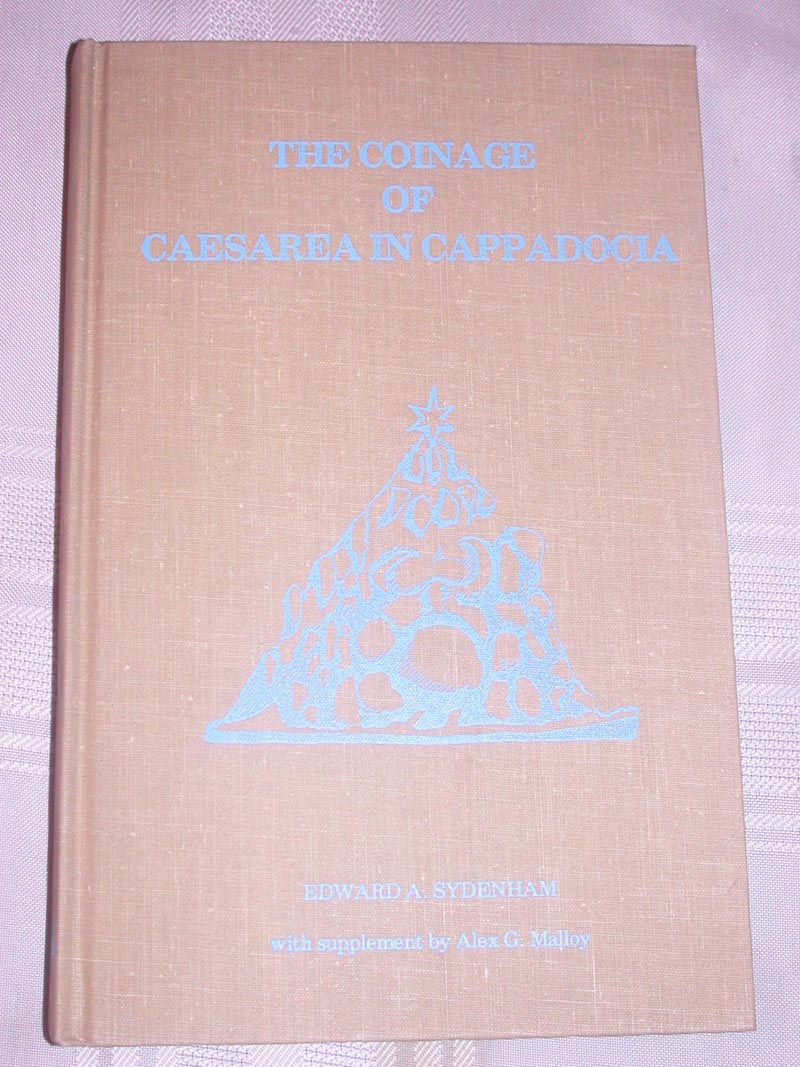 THE COINAGE
OF
CAESAREA IN CAPPADOCIA
EDWARD A. SYDENHAM
with supplement by Alex G. Malloy